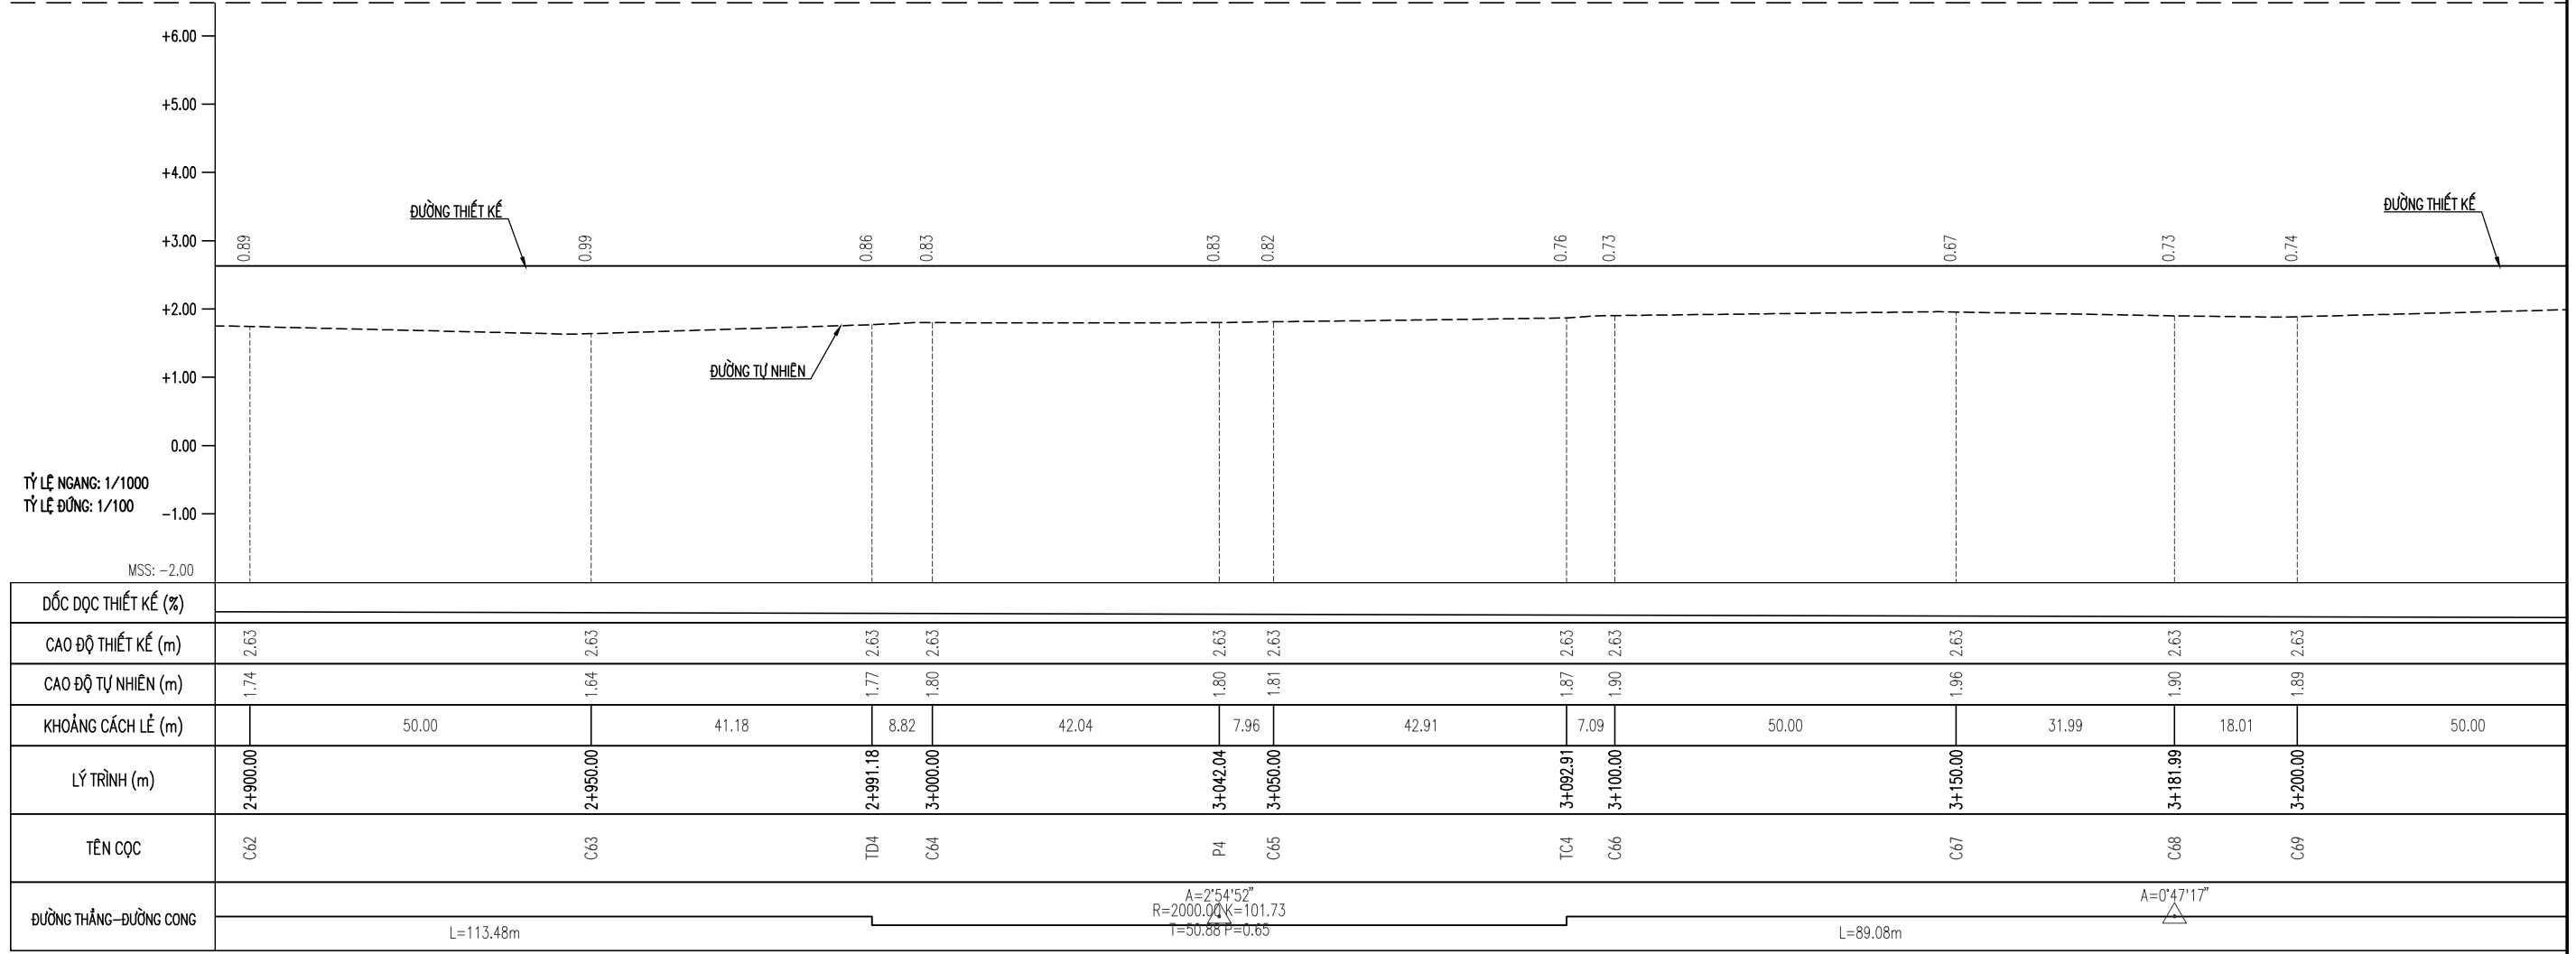 +6.00
+5.00
+4.00
+3.00
+2.00
+1.00
0.00
-1.00
ĐƯỜNG THIẾT KẾ
ĐƯỜNG THIẾT KẾ
0.89 0.99 0.86 0.83 0.83 0.82 0.76 0.73 0.67 0.73 0.74
ĐƯỜNG TỰ NHIÊN
TỶ LỆ NGANG: 1/1000
TỶ LỆ ĐỨNG: 1/100
MSS: -2.00
DỐC DỌC THIẾT KẾ (%)
CAO ĐỘ THIẾT KẾ (m) 2.63 2.63 2.63 2.63 2.63 2.63 2.63 2.63 2.63 2.63 2.63
CAO ĐỘ TỰ NHIÊN (m) 1.74 1.64 1.77 1.80 1.80 1.81 1.87 1.90 1.96 1.90 1.89
KHOẢNG CÁCH LẺ (m) 50.00 41.18 8.82 42.04 7.96 42.91 7.09 50.00 31.99 18.01 50.00
LÝ TRÌNH (m) 2+900.00 2+950.00 2+991.18 3+000.00 3+042.04 3+050.00 3+092.91 3+100.00 3+150.00 3+181.99 3+200.00
TÊN CỌC C62 C63 TD4 C64 P4 C65 TC4 C66 C67 C68 C69
ĐƯỜNG THẲNG-ĐƯỜNG CONG
L=113.48m
A=2°54'52"
R=2000.00 K=101.73
T=50.88 P=0.65
L=89.08m
A=0°47'17"